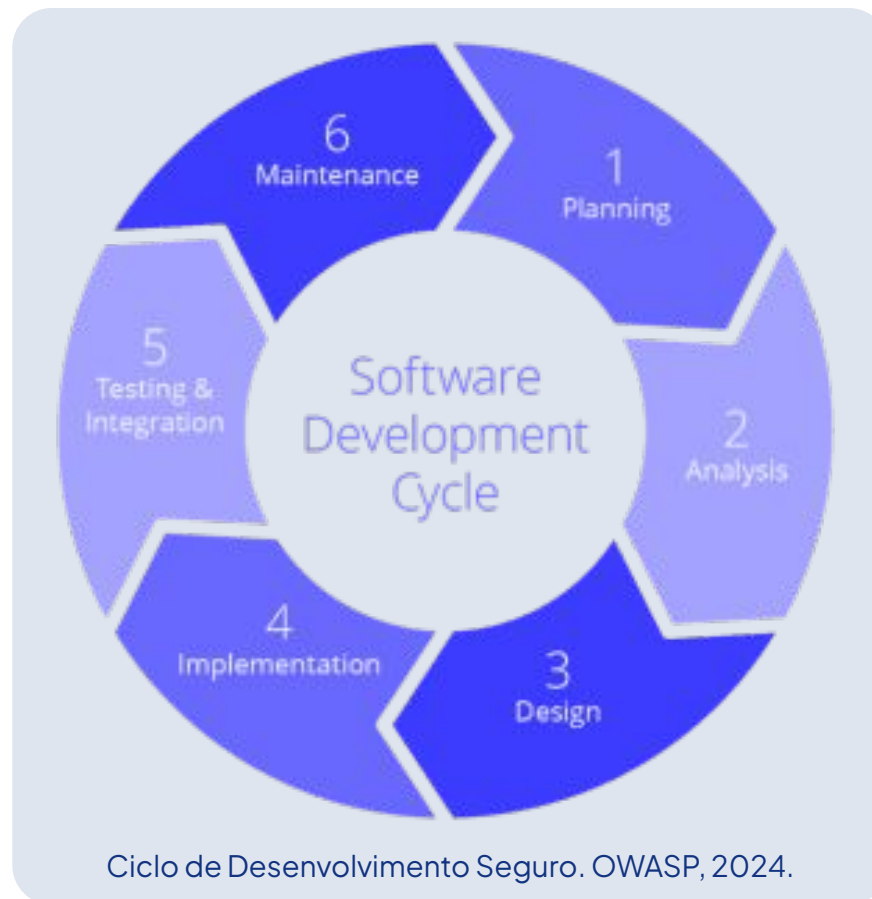 6
Maintenance
1
Planning
5
Testing &
Integration
Software
Development
Cycle
2
Analysis
4
Implementation
3
Design
Ciclo de Desenvolvimento Seguro. OWASP, 2024.